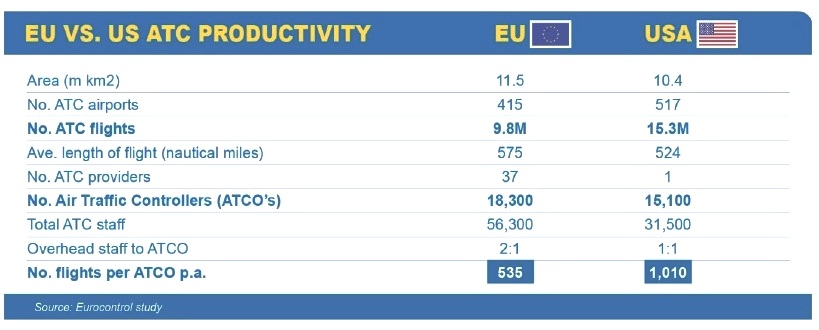 EU VS. US ATC PRODUCTIVITY EU USA
Area (m km2) 11.5 10.4
No. ATC airports 415 517
No. ATC flights 9.8M 15.3M
Ave. length of flight (nautical miles) 575 524
No. ATC providers 37 1
No. Air Traffic Controllers (ATCO's) 18,300 15,100
Total ATC staff 56,300 31,500
Overhead staff to ATCO 2:1 1:1
No. flights per ATCO p.a. 535 1,010
Source: Eurocontrol study